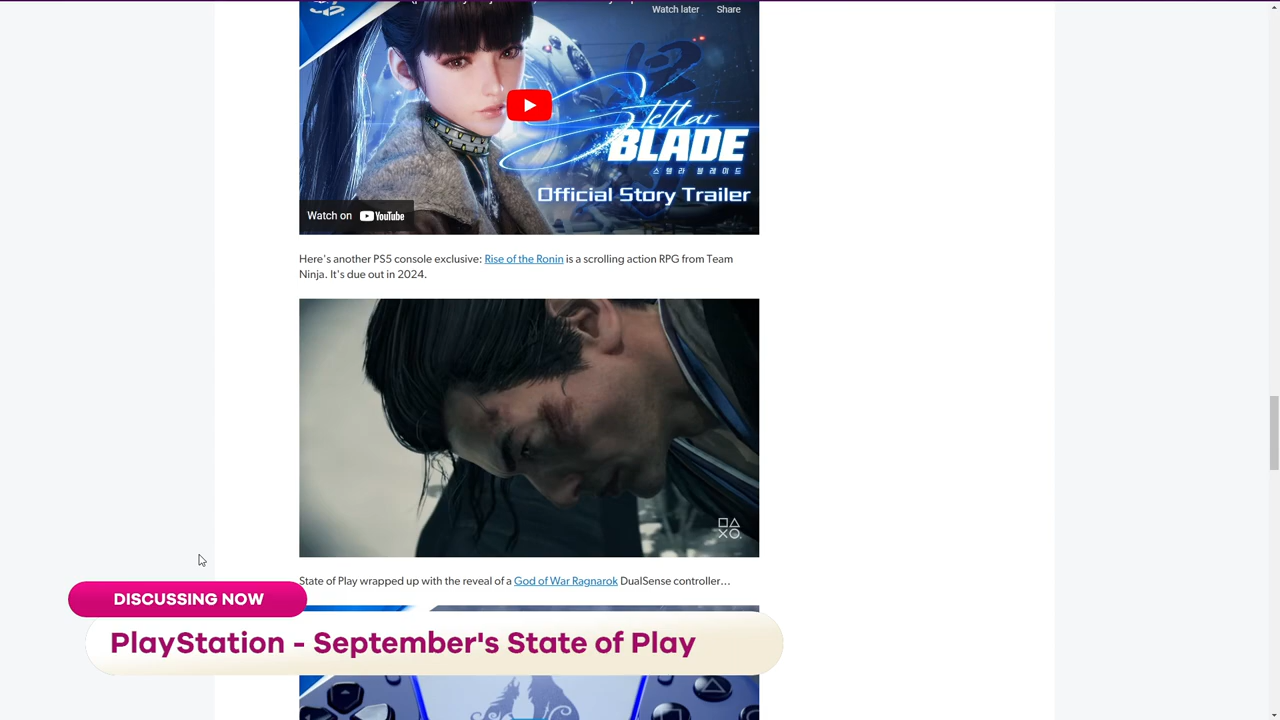 Watch later Share
Stellar
BLADE
스텔라 블레이드
Official Story Trailer
Watch on YouTube
Here's another PS5 console exclusive: Rise of the Ronin is a scrolling action RPG from Team
Ninja. It's due out in 2024.
State of Play wrapped up with the reveal of a God of War Ragnarok DualSense controller…
DISCUSSING NOW
PlayStation - September's State of Play